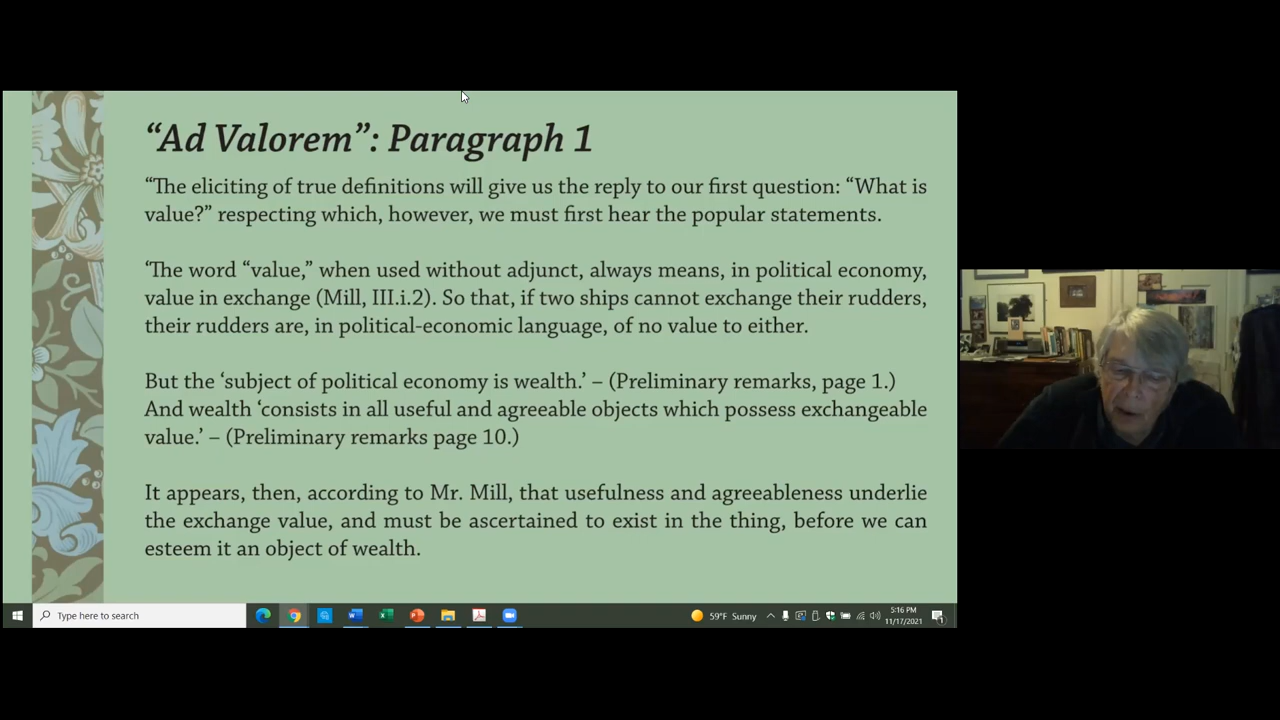 “Ad Valorem”: Paragraph 1
“The eliciting of true definitions will give us the reply to our first question: “What is
value?” respecting which, however, we must first hear the popular statements.
‘The word “value,” when used without adjunct, always means, in political economy,
value in exchange (Mill, III.i.2). So that, if two ships cannot exchange their rudders,
their rudders are, in political-economic language, of no value to either.
But the ‘subject of political economy is wealth.’ – (Preliminary remarks, page 1.)
And wealth ‘consists in all useful and agreeable objects which possess exchangeable
value.’ – (Preliminary remarks page 10.)
It appears, then, according to Mr. Mill, that usefulness and agreeableness underlie
the exchange value, and must be ascertained to exist in the thing, before we can
esteem it an object of wealth.
Type here to search
59°F Sunny
5:16 PM
11/17/2021